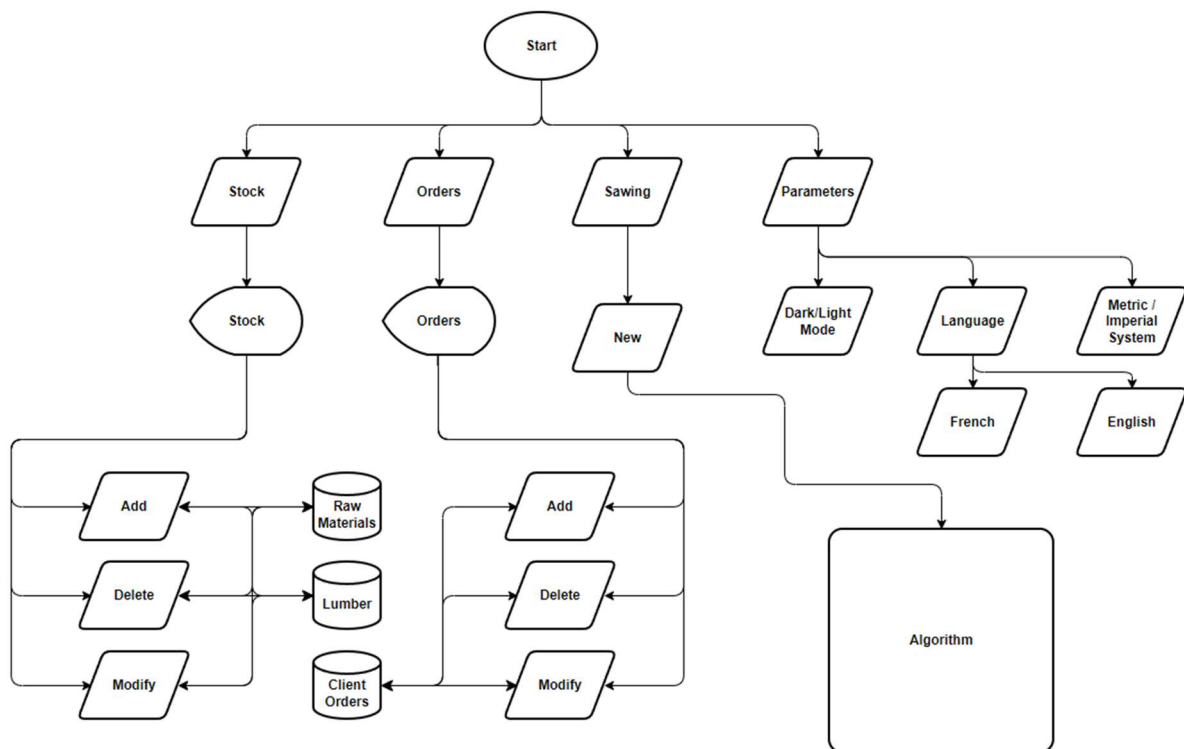 Start
Stock
Orders
Sawing
Parameters
Stock
Orders
New
Dark/Light
Mode
Language
Metric /
Imperial
System
French
English
Add
Raw
Materials
Add
Delete
Lumber
Delete
Algorithm
Modify
Client
Orders
Modify